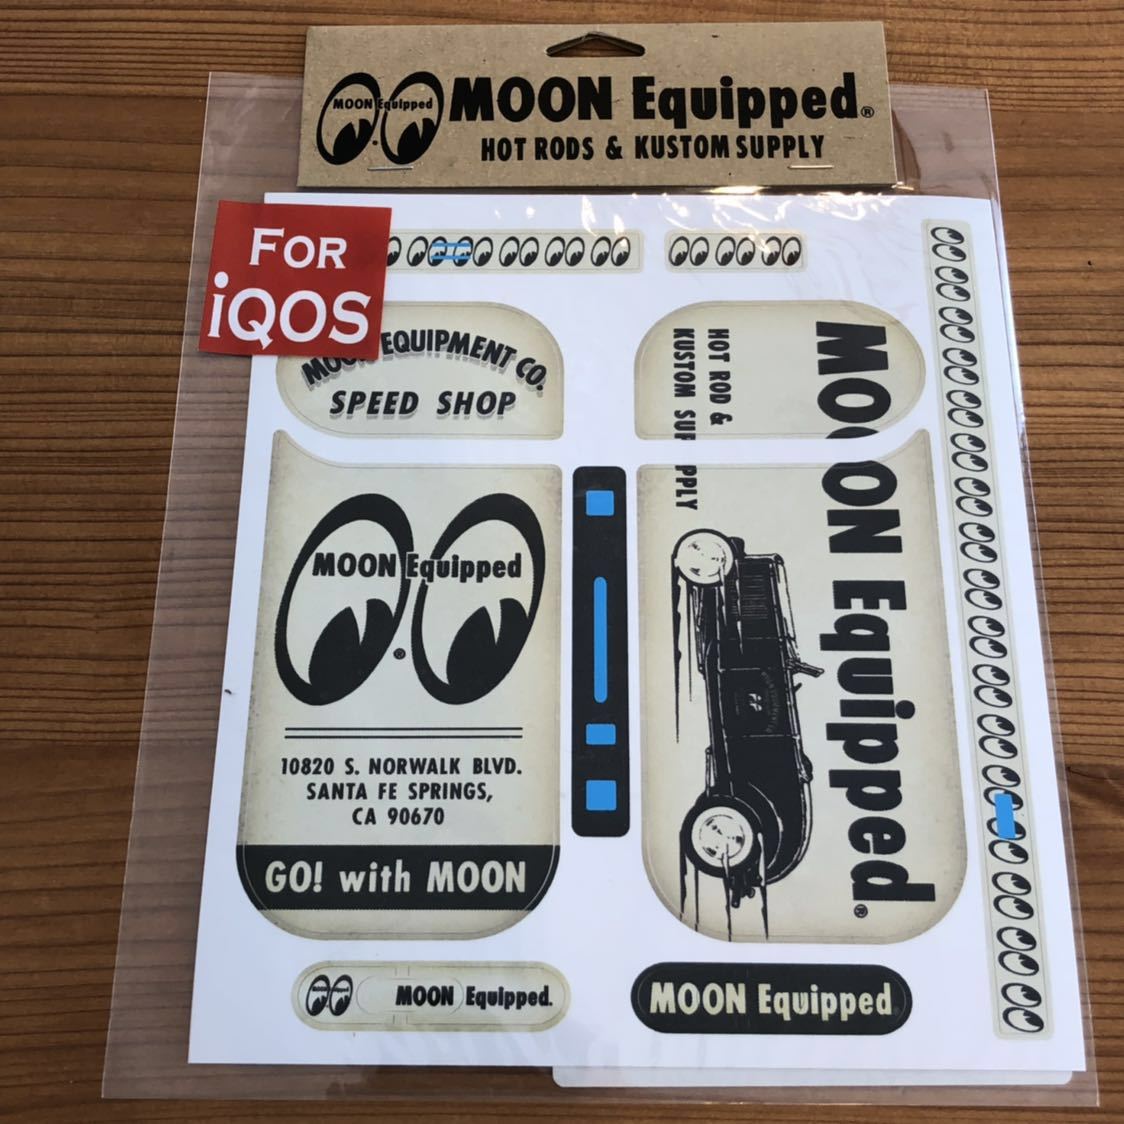 MOON Equipped
MOON Equipped®
HOT RODS & KUSTOM SUPPLY
FOR
iQOS
EQUIPMENT CO.
SPEED SHOP
HOT ROD &
KUSTOM SUPPLY
MOON Equipped®
MOON Equipped
®
10820 S. NORWALK BLVD.
SANTA FE SPRINGS,
CA 90670
GO! with MOON
MOON Equipped.
MOON Equipped